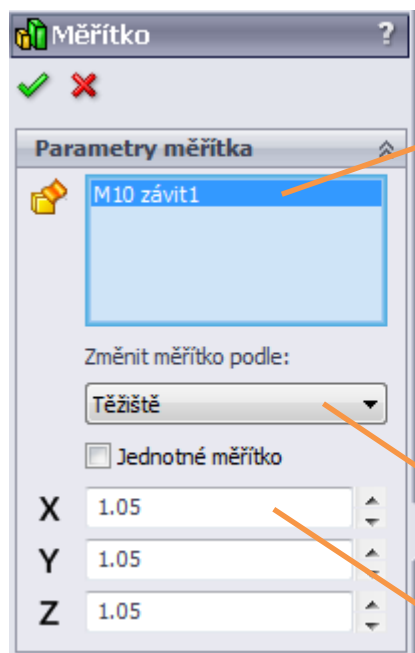 Měřítko ?
Parametry měřítka
M10 závit1
Změnit měřítko podle:
Těžiště
Jednotné měřítko
X 1.05
Y 1.05
Z 1.05